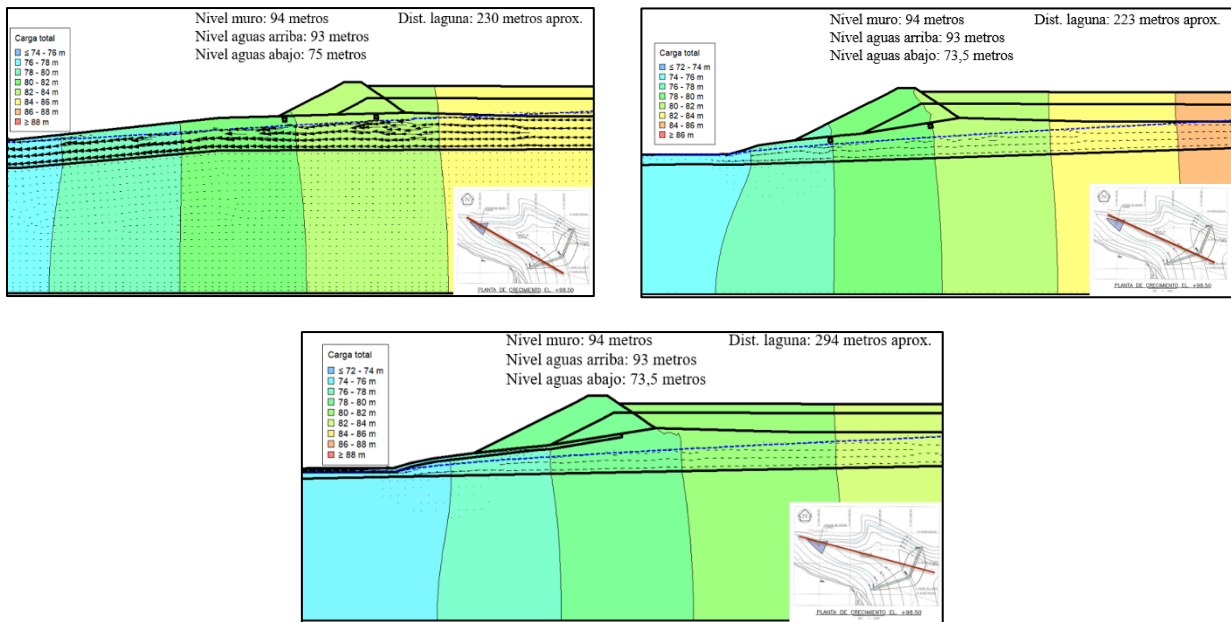 Nivel muro: 94 metros
Dist. laguna: 230 metros aprox.
Nivel aguas arriba: 93 metros
Nivel aguas abajo: 75 metros
Carga total
≤ 74 - 76 m
76 - 78 m
78 - 80 m
80 - 82 m
82 - 84 m
84 - 86 m
86 - 88 m
≥ 88 m
PLANTA DE CRECIMIENTO EL. +98.50
Nivel muro: 94 metros
Dist. laguna: 223 metros aprox.
Nivel aguas arriba: 93 metros
Nivel aguas abajo: 73,5 metros
Carga total
≤ 72 - 74 m
74 - 76 m
76 - 78 m
78 - 80 m
80 - 82 m
82 - 84 m
84 - 86 m
≥ 86 m
PLANTA DE CRECIMIENTO EL. +98.50
Nivel muro: 94 metros
Dist. laguna: 294 metros aprox.
Nivel aguas arriba: 93 metros
Nivel aguas abajo: 73,5 metros
Carga total
≤ 72 - 74 m
74 - 76 m
76 - 78 m
78 - 80 m
80 - 82 m
82 - 84 m
84 - 86 m
86 - 88 m
≥ 88 m
PLANTA DE CRECIMIENTO EL. +98.50